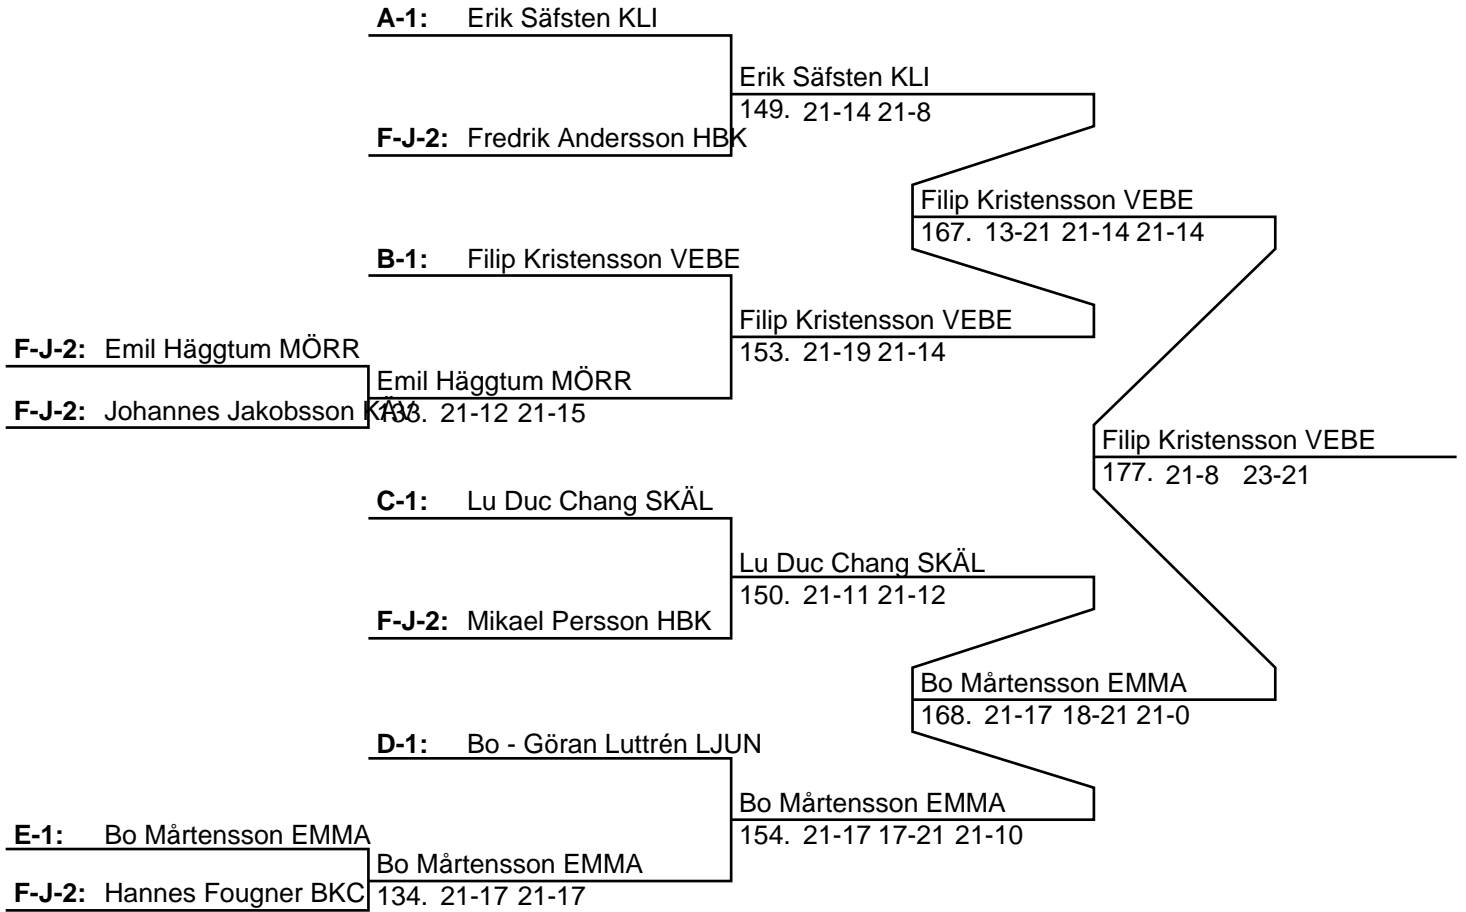 A-1: Erik Säfsten KLI
Erik Säfsten KLI
149. 21-14 21-8
F-J-2: Fredrik Andersson HBK
Filip Kristensson VEBE
167. 13-21 21-14 21-14
B-1: Filip Kristensson VEBE
Filip Kristensson VEBE
153. 21-19 21-14
F-J-2: Emil Häggtum MÖRR
Emil Häggtum MÖRR
F-J-2: Johannes Jakobsson KÄV
133. 21-12 21-15
Filip Kristensson VEBE
177. 21-8 23-21
C-1: Lu Duc Chang SKÄL
Lu Duc Chang SKÄL
150. 21-11 21-12
F-J-2: Mikael Persson HBK
Bo Mårtensson EMMA
168. 21-17 18-21 21-0
D-1: Bo - Göran Luttrén LJUN
Bo Mårtensson EMMA
154. 21-17 17-21 21-10
E-1: Bo Mårtensson EMMA
Bo Mårtensson EMMA
F-J-2: Hannes Fougner BKC
134. 21-17 21-17